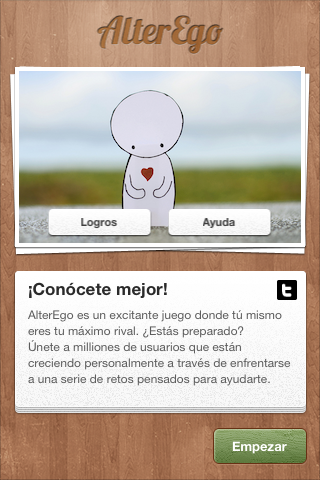 AlterEgo
Logros
Ayuda
¡Conócete mejor!
AlterEgo es un excitante juego donde tú mismo
eres tu máximo rival. ¿Estás preparado?
Únete a milliones de usuarios que están
creciendo personalmente a través de enfrentarse
a una serie de retos pensados para ayudarte.
Empezar